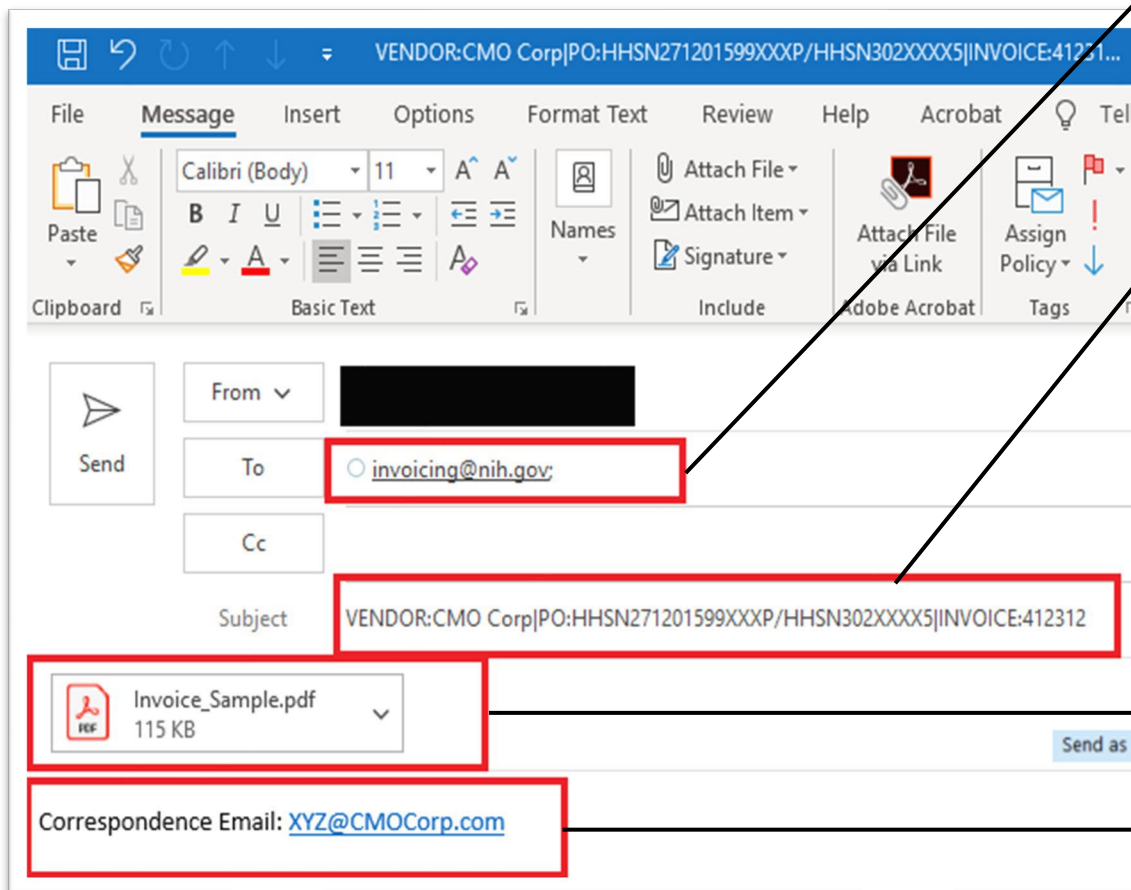 VENDOR:CMO Corp|PO:HHSN271201599XXXP/HHSN302XXXX5|INVOICE:41231...
File Message Insert Options Format Text Review Help Acrobat Tel
Calibri (Body) 11 A A
Attach File
Attach Item
Signature
B I U
Paste
Names
Attach File
via Link
Assign
Policy
A A
Clipboard Basic Text Include Adobe Acrobat Tags
From
Send
To invoicing@nih.gov;
Cc
Subject VENDOR:CMO Corp|PO:HHSN271201599XXXP/HHSN302XXXX5|INVOICE:412312
PDF
Invoice_Sample.pdf
115 KB
Send as
Correspondence Email: XYZ@CMOCorp.com